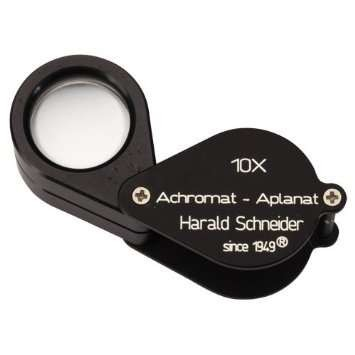 10X
Achromat - Aplanat
Harald Schneider
since 1949®